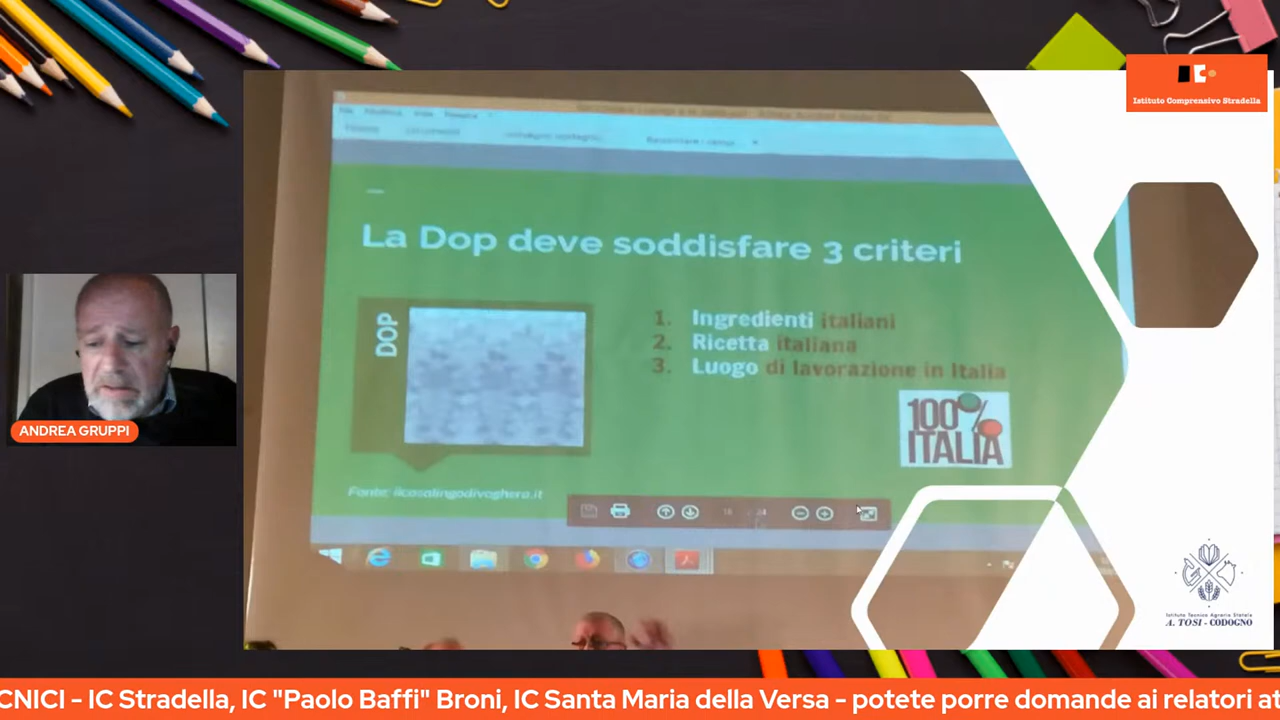 Istituto Comprensivo Stradella
La Dop deve soddisfare 3 criteri
DOP
1. Ingredienti italiani
2. Ricetta italiana
3. Luogo di lavorazione in Italia
100%
ITALIA
Fonte: ilcasalingodivoghera.it
ANDREA GRUPPI
Istituto Tecnico Agrario Statale
A. TOSI - CODOGNO
CNICI - IC Stradella, IC "Paolo Baffi" Broni, IC Santa Maria della Versa - potete porre domande ai relatori at